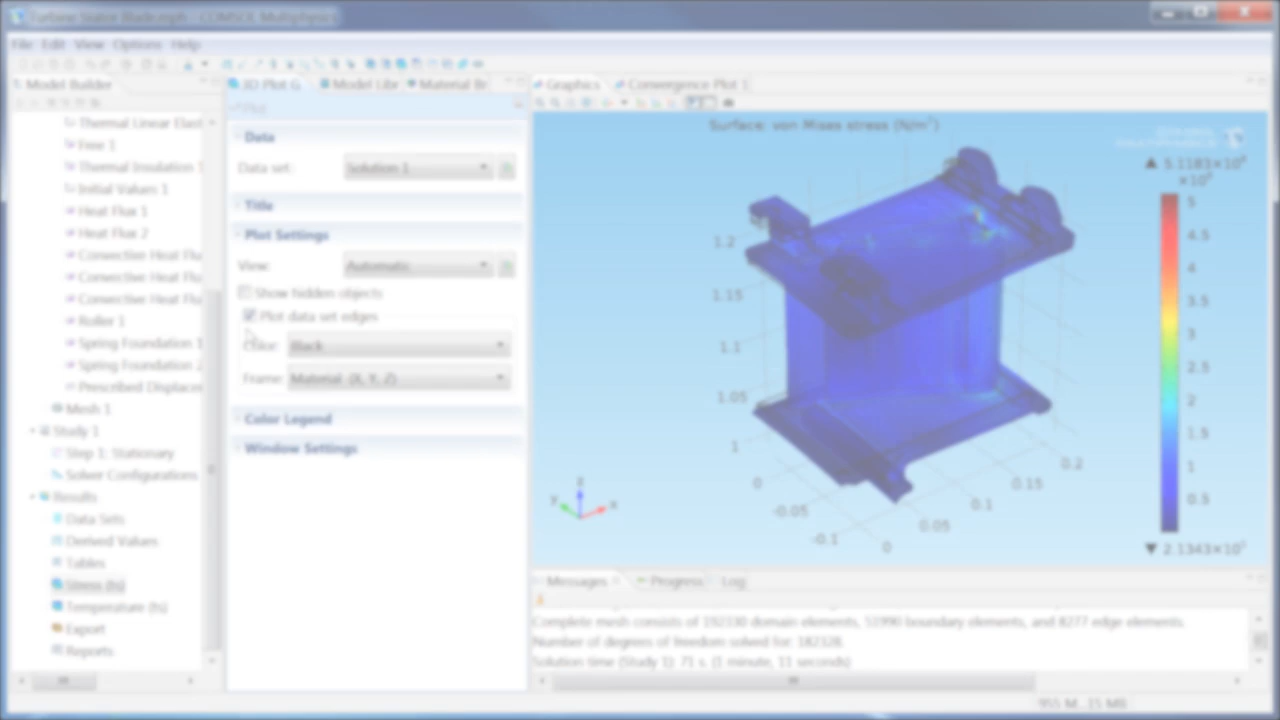 Turbine Stator Blade.mph - COMSOL Multiphysics
File Edit View Options Help
Model Builder
3D Plot G
Model Libr
Material Br
Graphics
Convergence Plot 1
Plot
Thermal Linear Elast
Free 1
Thermal Insulation 1
Initial Values 1
Heat Flux 1
Heat Flux 2
Convective Heat Flu
Convective Heat Flu
Convective Heat Flu
Roller 1
Spring Foundation 1
Spring Foundation 2
Prescribed Displace
Mesh 1
Study 1
Step 1: Stationary
Solver Configurations
Results
Data Sets
Derived Values
Tables
Stress (ts)
Temperature (ts)
Export
Reports
Data
Data set: Solution 1
Title
Plot Settings
View: Automatic
Show hidden objects
Plot data set edges
Color: Black
Frame: Material (X, Y, Z)
Color Legend
Window Settings
Surface: von Mises stress (N/m²)
1.2
1.15
1.1
1.05
1
0
-0.05
-0.1
0
0.05
0.1
0.15
0.2
z
y
x
5
4.5
4
3.5
3
2.5
2
1.5
1
0.5
Messages
Progress
Log
Complete mesh consists of 192330 domain elements, 51990 boundary elements, and 8277 edge elements.
Number of degrees of freedom solved for: 182328.
Solution time (Study 1): 71 s. (1 minute, 11 seconds)